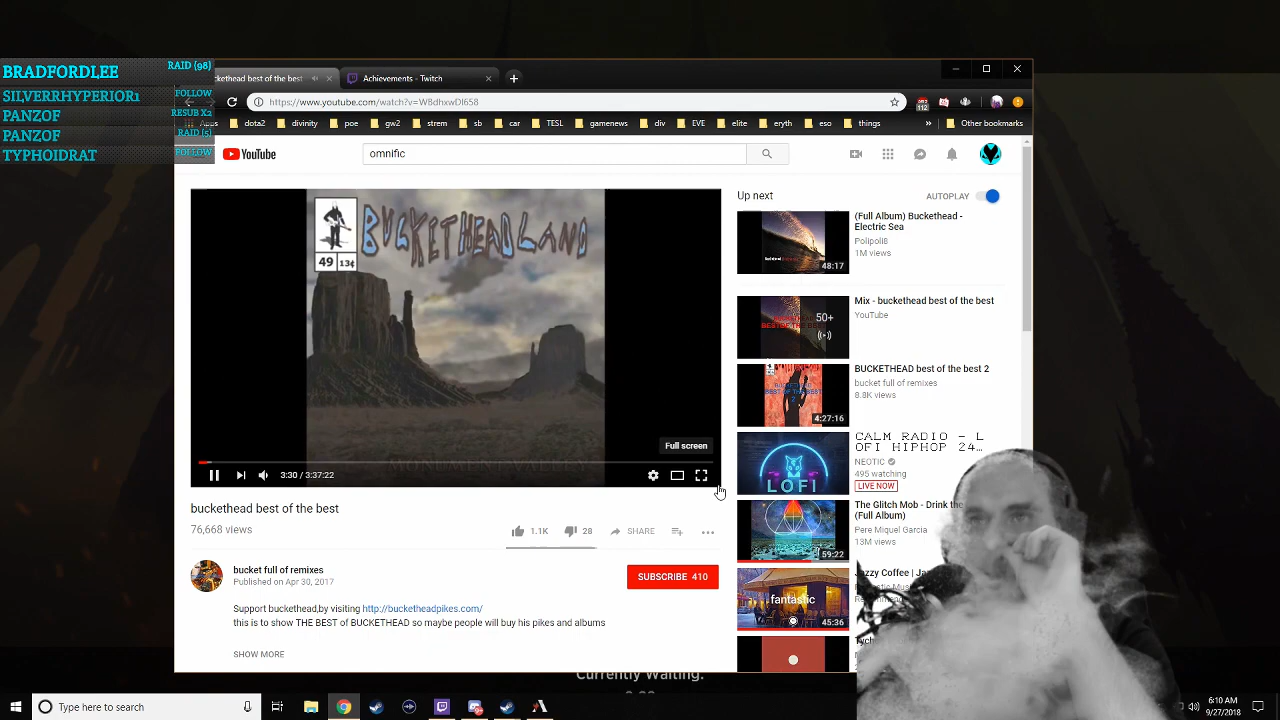 BRADFORDLEE RAID (98)
SILVERRHYPERIOR1 FOLLOW
PANZOF RESUB X2
PANZOF RAID (5)
TYPHOIDRAT FOLLOW
ckethead best of the best
Achievements - Twitch
https://www.youtube.com/watch?v=WBdhxwDI658
112
Apps dota2 divinity poe gw2 strem sb car TESL gamenews div EVE elite eryth eso things » Other bookmarks
YouTube
omnific
BUCKETHEADLAND
49 13¢
Full screen
3:30 / 3:37:22
buckethead best of the best
76,668 views
1.1K 28 SHARE
bucket full of remixes
Published on Apr 30, 2017
SUBSCRIBE 410
Support buckethead,by visiting http://bucketheadpikes.com/
this is to show THE BEST of BUCKETHEAD so maybe people will buy his pikes and albums
SHOW MORE
Up next AUTOPLAY
(Full Album) Buckethead -
Electric Sea
Polipoli8
1M views
48:17
Mix - buckethead best of the best
YouTube
50+
BUCKETHEAD best of the best 2
bucket full of remixes
8.8K views
4:27:16
CALM RADIO - L
OFI HIPHOP 24...
NEOTIC
495 watching
LIVE NOW
LOFI
The Glitch Mob - Drink the
(Full Album)
Pere Miquel Garcia
13M views
59:22
Jazzy Coffee | Ja
fantastic
45:36
Currently Waiting:
Type here to search
6:10 AM
9/27/2018